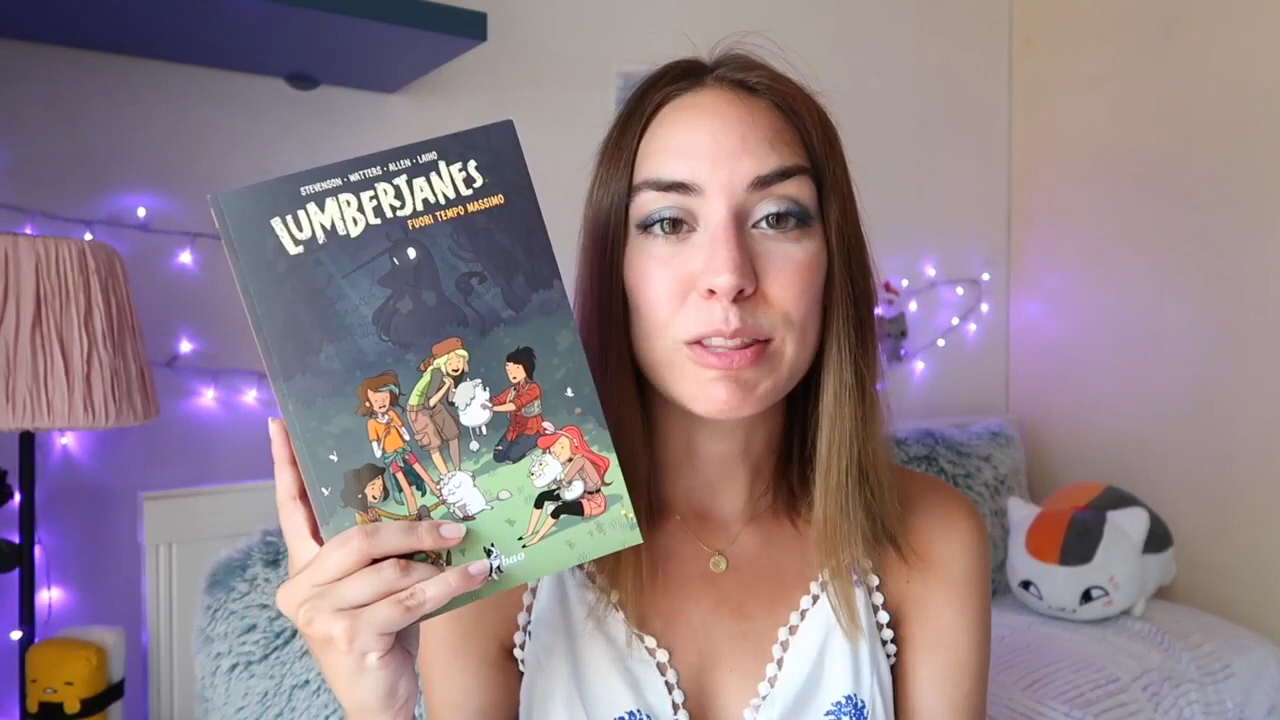 STEVENSON • WATTERS • ALLEN • LAIHO
LUMBERJANES
FUORI TEMPO MASSIMO
bao